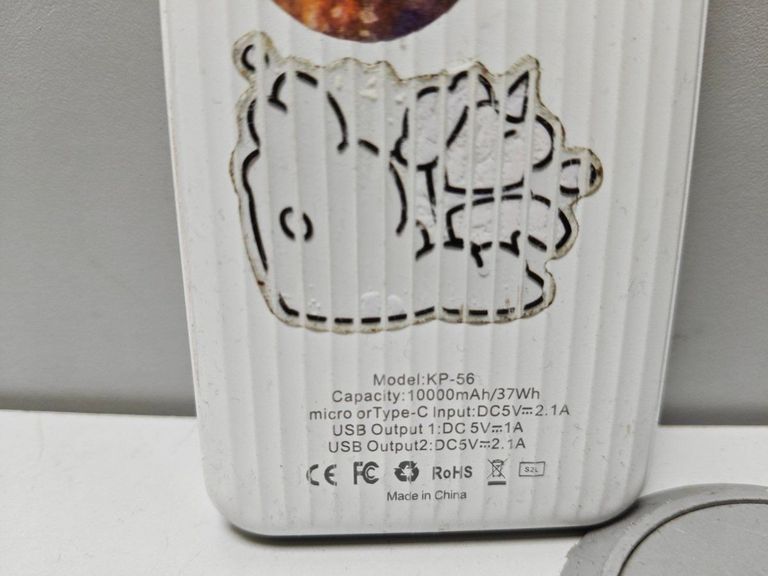 Model:KP-56
Capacity:10000mAh/37Wh
micro orType-C Input:DC5V⎓2.1A
USB Output 1:DC 5V⎓1A
USB Output2:DC5V⎓2.1A
CE FC RoHS S2L
Made in China